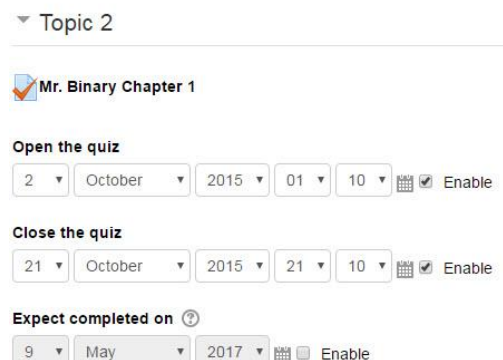 Topic 2
Mr. Binary Chapter 1
Open the quiz
2 October 2015 01 10 Enable
Close the quiz
21 October 2015 21 10 Enable
Expect completed on
9 May 2017 Enable